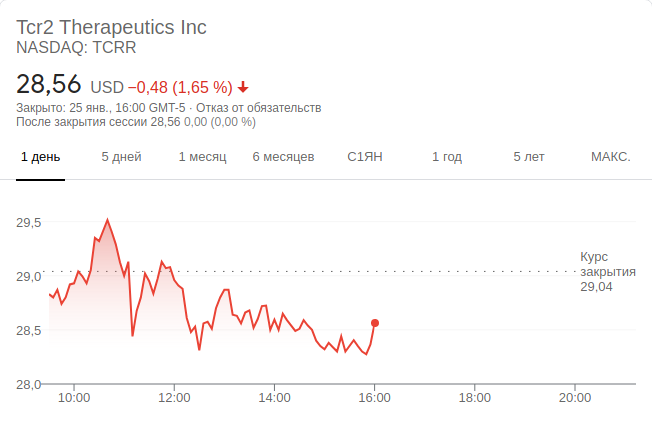 Tcr2 Therapeutics Inc
NASDAQ: TCRR
28,56 USD −0,48 (1,65 %)
Закрыто: 25 янв., 16:00 GMT-5 · Отказ от обязательств
После закрытия сессии 28,56 0,00 (0,00 %)
1 день 5 дней 1 месяц 6 месяцев С1ЯН 1 год 5 лет МАКС.
29,5
Курс
закрытия
29,04
29,0
28,5
28,0
10:00 12:00 14:00 16:00 18:00 20:00